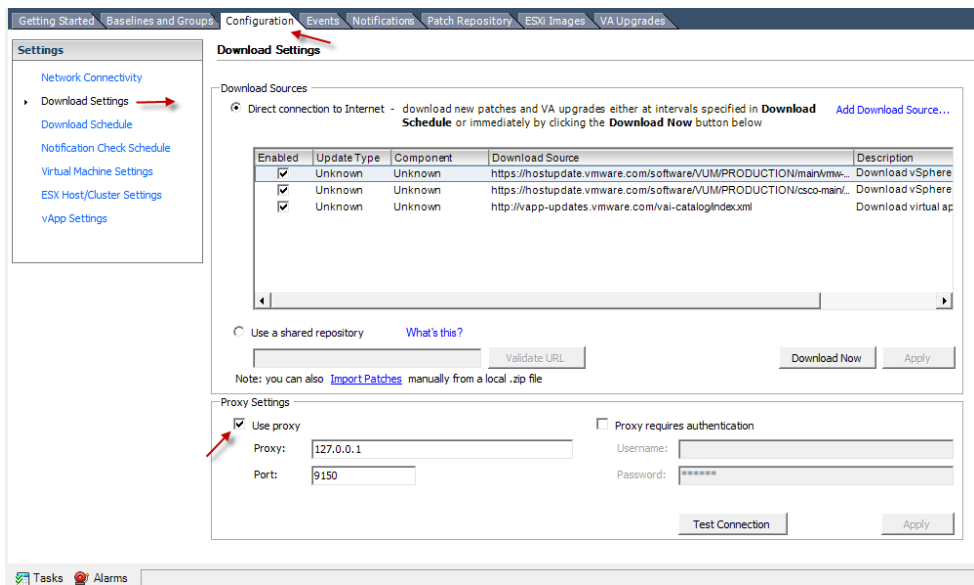 Getting Started Baselines and Groups Configuration Events Notifications Patch Repository ESXi Images VA Upgrades
Settings
Network Connectivity
Download Settings
Download Schedule
Notification Check Schedule
Virtual Machine Settings
ESX Host/Cluster Settings
vApp Settings
Download Settings
Download Sources
Direct connection to Internet - download new patches and VA upgrades either at intervals specified in Download
Schedule or immediately by clicking the Download Now button below
Add Download Source...
Enabled Update Type Component Download Source Description
Unknown Unknown https://hostupdate.vmware.com/software/VUM/PRODUCTION/main/vmw-... Download vSphere
Unknown Unknown https://hostupdate.vmware.com/software/VUM/PRODUCTION/csco-main/... Download vSphere
Unknown Unknown http://vapp-updates.vmware.com/vai-catalog/index.xml Download virtual ap
Use a shared repository What's this?
Validate URL Download Now Apply
Note: you can also Import Patches manually from a local .zip file
Proxy Settings
Use proxy Proxy requires authentication
Proxy: 127.0.0.1 Username:
Port: 9150 Password: ******
Test Connection Apply
Tasks Alarms